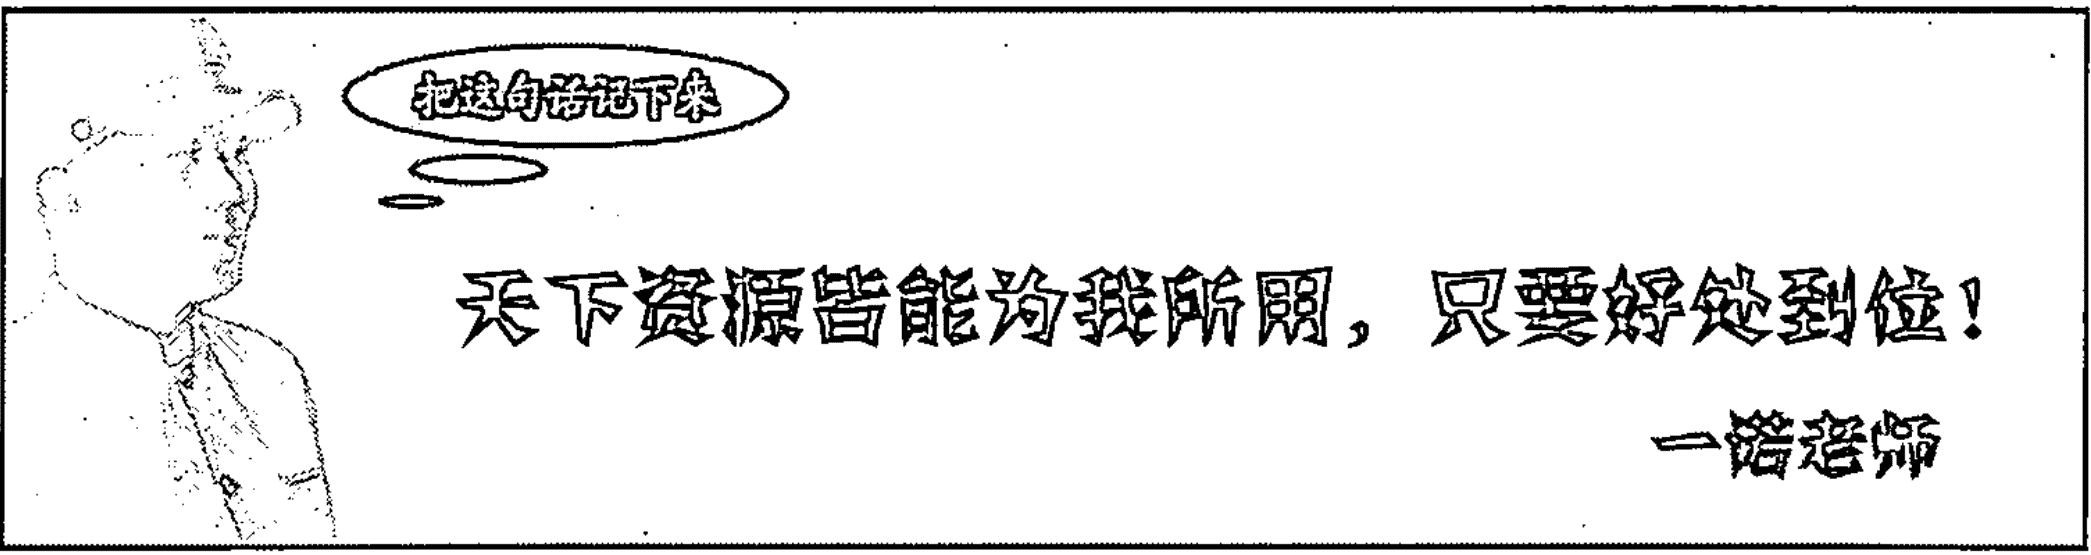 把这句话记下来
天下资源皆能为我所用，只要好处到位！
一诺老师